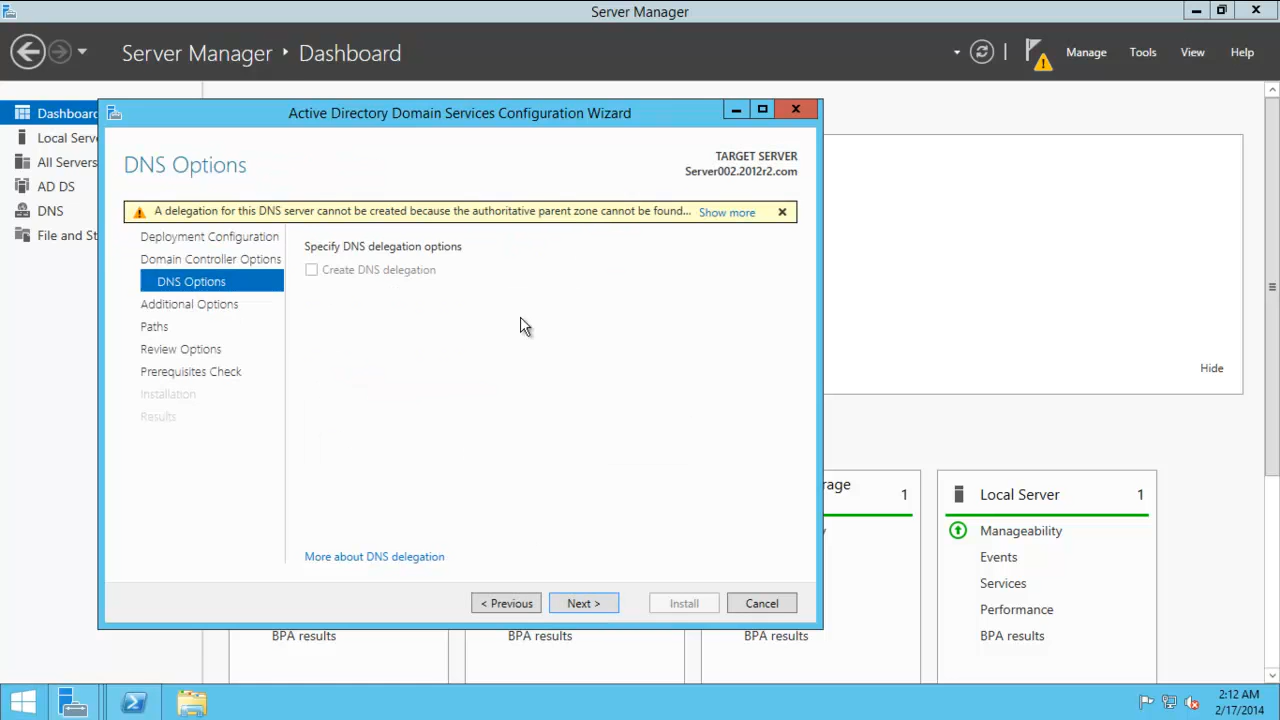 Server Manager
Server Manager • Dashboard
Manage Tools View Help
Dashboard
Local Serve
All Servers
AD DS
DNS
File and St
Active Directory Domain Services Configuration Wizard
DNS Options
TARGET SERVER
Server002.2012r2.com
A delegation for this DNS server cannot be created because the authoritative parent zone cannot be found... Show more
Deployment Configuration
Domain Controller Options
DNS Options
Additional Options
Paths
Review Options
Prerequisites Check
Installation
Results
Specify DNS delegation options
Create DNS delegation
More about DNS delegation
< Previous Next > Install Cancel
Hide
rage 1
Local Server 1
Manageability
Events
Services
Performance
BPA results
BPA results
BPA results
BPA results
2:12 AM
2/17/2014